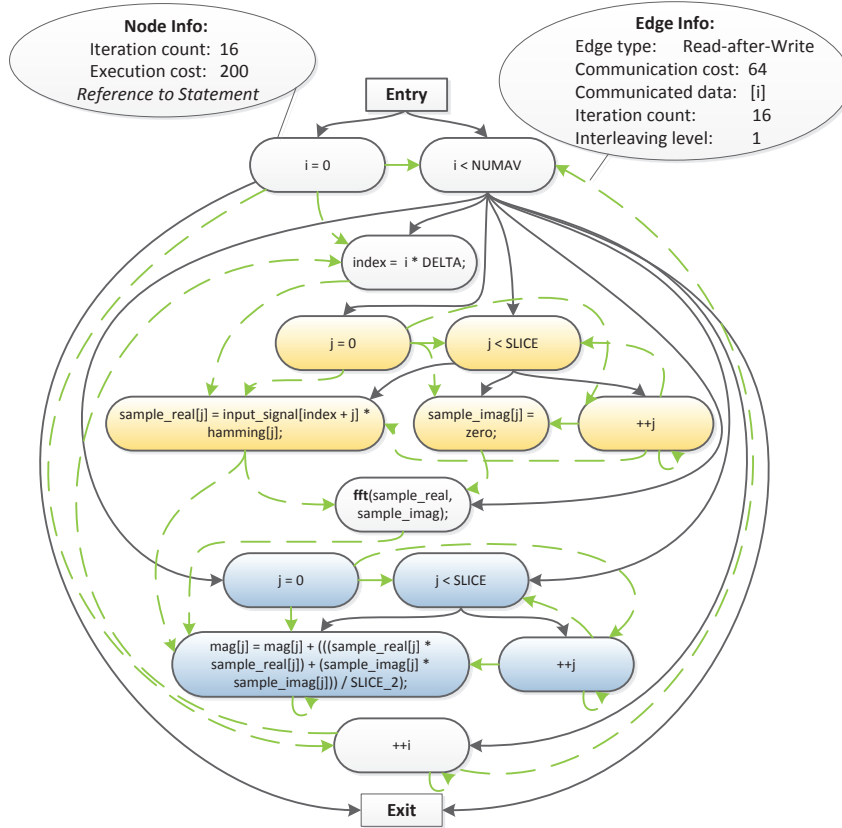 Node Info:
Iteration count: 16
Execution cost: 200
Reference to Statement
Edge Info:
Edge type: Read-after-Write
Communication cost: 64
Communicated data: [i]
Iteration count: 16
Interleaving level: 1
Entry
i = 0
i < NUMAV
index = i * DELTA;
j = 0
j < SLICE
sample_real[j] = input_signal[index + j] *
hamming[j];
sample_imag[j] =
zero;
++j
fft(sample_real,
sample_imag);
j = 0
j < SLICE
mag[j] = mag[j] + (((sample_real[j] *
sample_real[j]) + (sample_imag[j] *
sample_imag[j])) / SLICE_2);
++j
++i
Exit